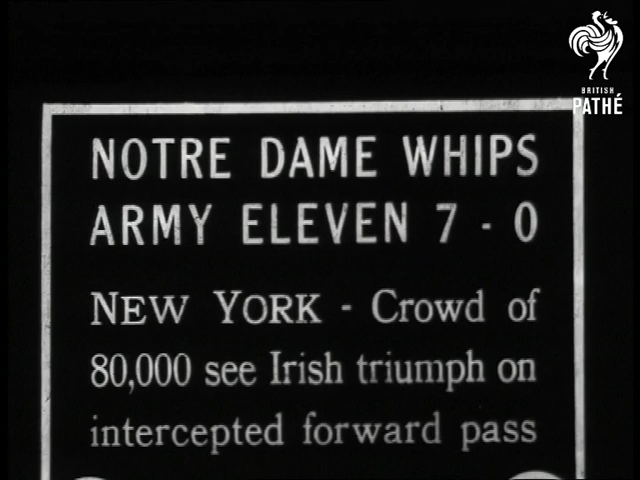 BRITISH
PATHÉ
NOTRE DAME WHIPS
ARMY ELEVEN 7 - 0
NEW YORK - Crowd of
80,000 see Irish triumph on
intercepted forward pass